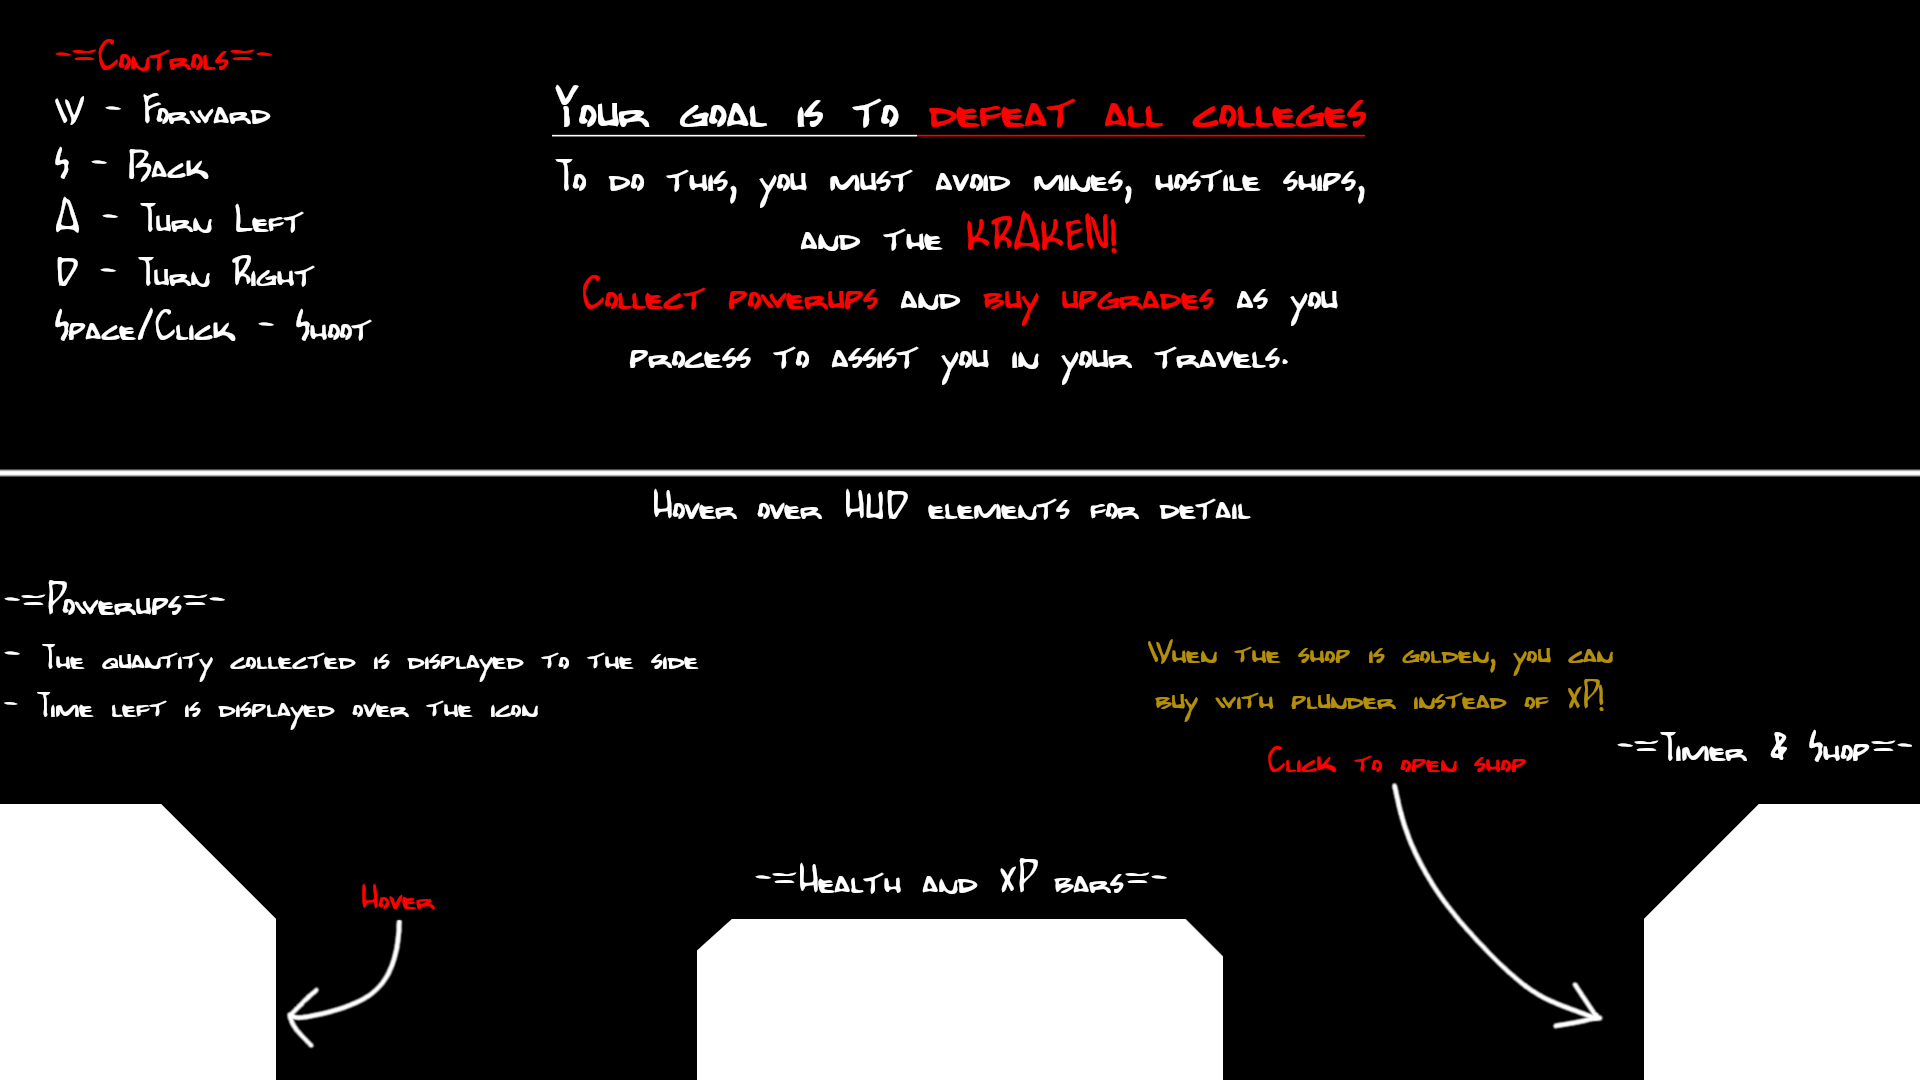 -=Controls=-
W - Forward
S - Back
A - Turn Left
D - Turn Right
Space/Click - Shoot
Your goal is to defeat all colleges
To do this, you must avoid mines, hostile ships,
and the KRAKEN!
Collect powerups and buy upgrades as you
process to assist you in your travels.
Hover over HUD elements for detail
-=Powerups=-
- The quantity collected is displayed to the side
- Time left is displayed over the icon
When the shop is golden, you can
buy with plunder instead of XP!
Click to open shop
-=Timer & Shop=-
Hover
-=Health and XP bars=-